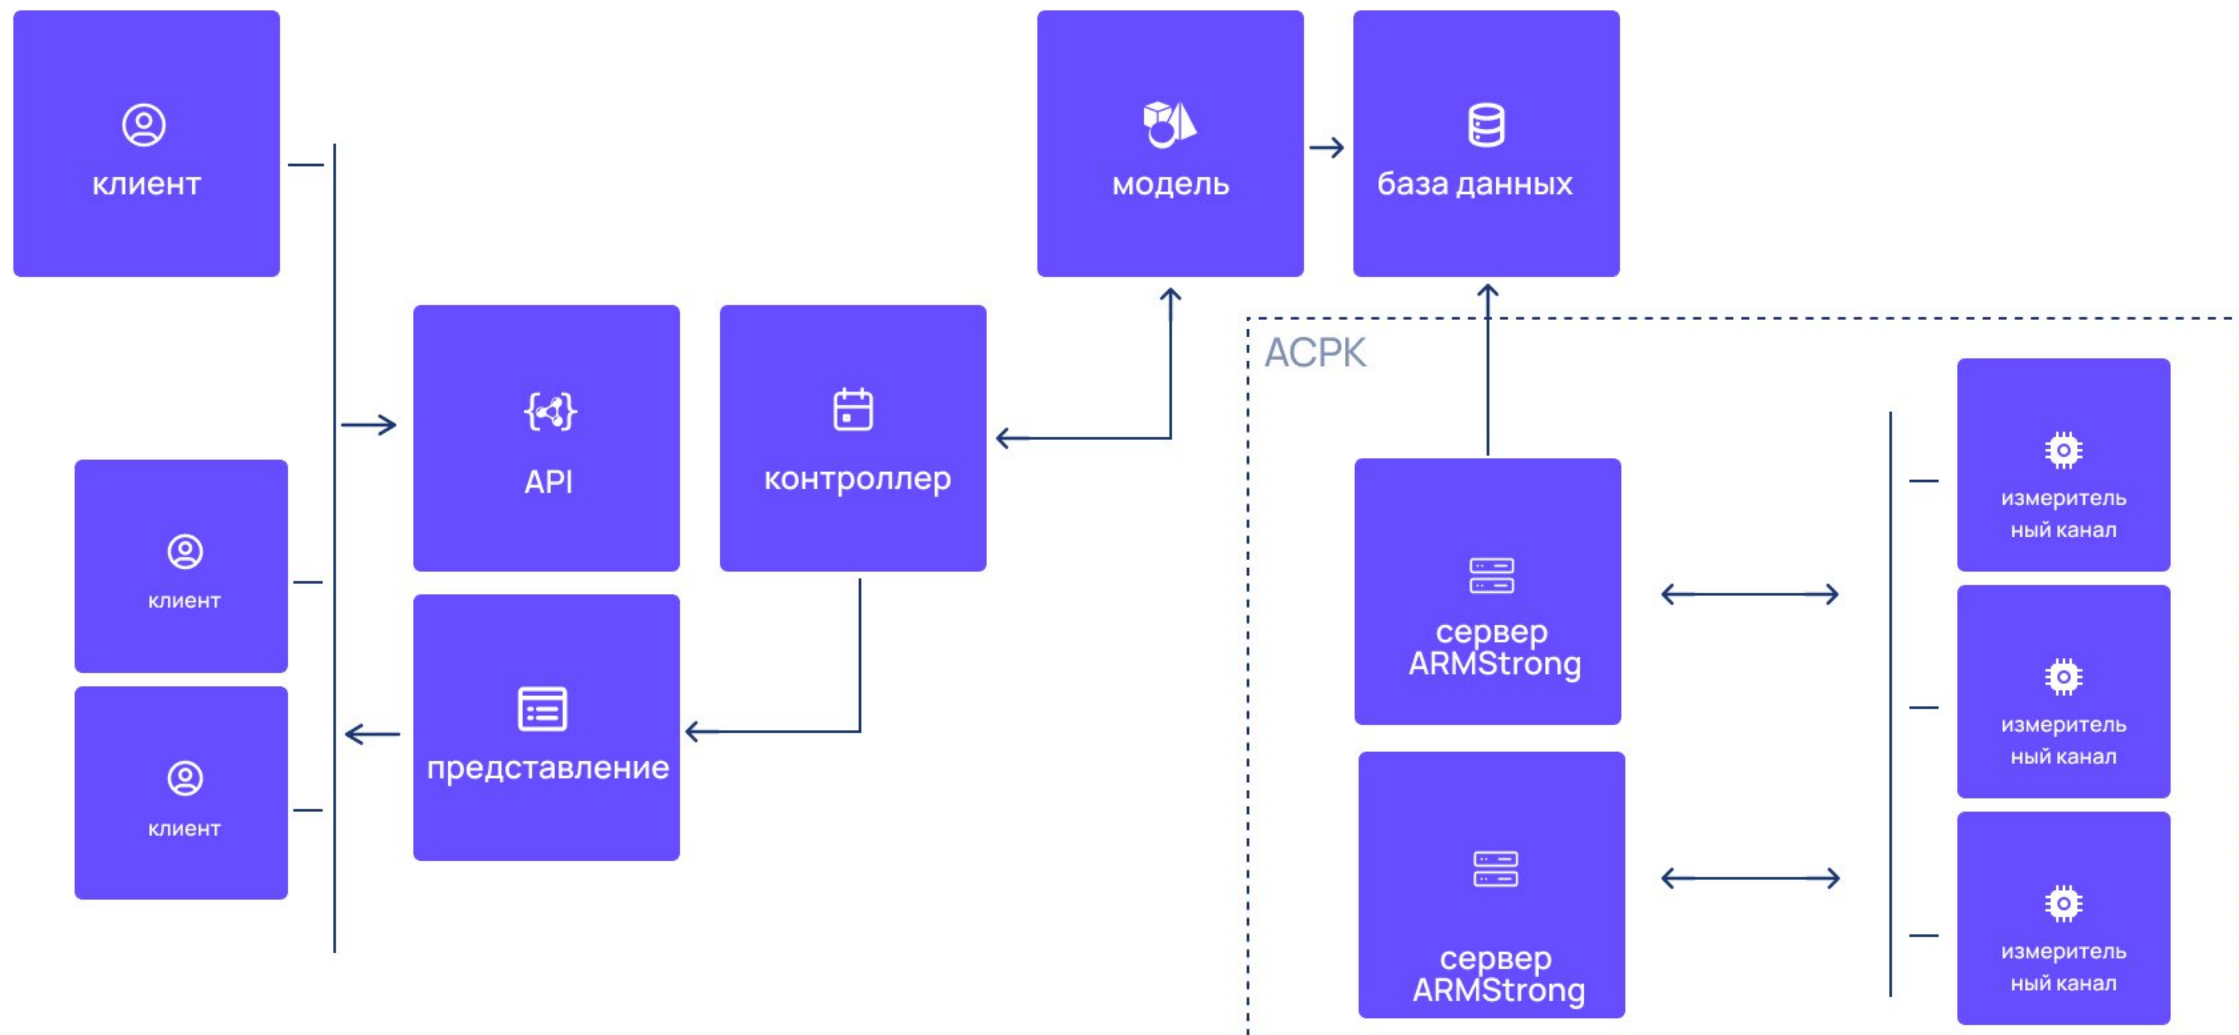 клиент
модель
база данных
API
контроллер
АСРК
клиент
представление
клиент
сервер
ARMStrong
сервер
ARMStrong
измеритель
ный канал
измеритель
ный канал
измеритель
ный канал